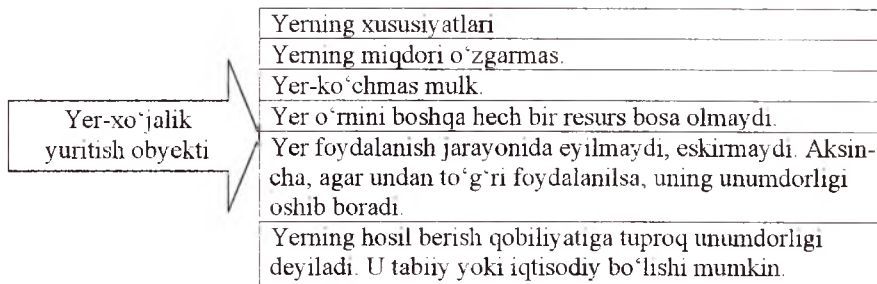 Yer-xo‘jalik
yuritish obyekti
Yerning xususiyatlari
Yerning miqdori o‘zgarmas.
Yer-ko‘chmas mulk.
Yer o‘rnini boshqa hech bir resurs bosa olmaydi.
Yer foydalanish jarayonida eyilmaydi, eskirmaydi. Aksin-
cha, agar undan to‘g‘ri foydalanilsa, uning unumdorligi
oshib boradi.
Yerning hosil berish qobiliyatiga tuproq unumdorligi
deyiladi. U tabiiy yoki iqtisodiy bo‘lishi mumkin.